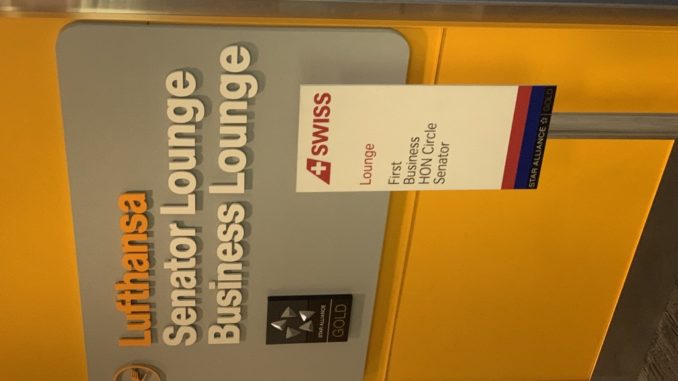 Lufthansa
Senator Lounge
Business Lounge
STAR ALLIANCE
GOLD
SWISS
Lounge
First
Business
HON Circle
Senator
STAR ALLIANCE GOLD